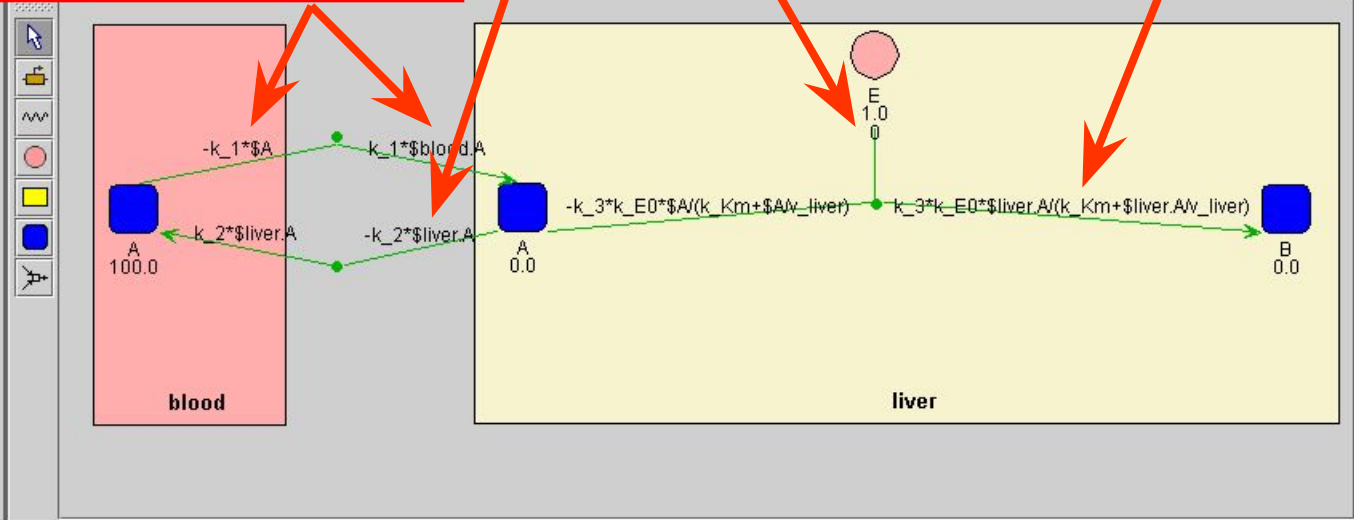 E
1.0
0
-k_1*$A
k_1*$blood.A
-k_3*k_E0*$A/(k_Km+$A/v_liver)
k_3*k_E0*$liver.A/(k_Km+$liver.A/v_liver)
k_2*$liver.A
-k_2*$liver.A
A
100.0
A
0.0
B
0.0
blood
liver